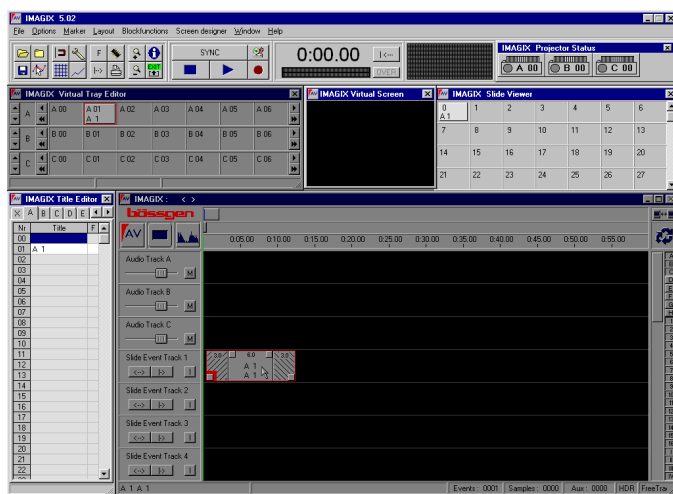 IMAGIX 5.02
File Options Marker Layout Blockfunctions Screen designer Window Help
F SYNC 0:00.00 I<--
OVER
IMAGIX Projector Status
A 00 B 00 C 00
EXIT
AV IMAGIX Virtual Tray Editor
A A 00 A 01 A 02 A 03 A 04 A 05 A 06
A 1
B B 00 B 01 B 02 B 03 B 04 B 05 B 06
C C 00 C 01 C 02 C 03 C 04 C 05 C 06
AV IMAGIX Virtual Screen
AV IMAGIX Slide Viewer
0 1 2 3 4 5 6
A 1
7 8 9 10 11 12 13
14 15 16 17 18 19 20
21 22 23 24 25 26 27
AV IMAGIX Title Editor
X A B C D E
Nr Title F
00
01 A 1
02
03
04
05
06
07
08
09
10
11
12
13
14
15
16
17
18
19
20
21
22
AV IMAGIX : < >
bössgen
AV
0:05.00 0:10.00 0:15.00 0:20.00 0:25.00 0:30.00 0:35.00 0:40.00 0:45.00 0:50.00 0:55.00
Audio Track A
M
Audio Track B
M
Audio Track C
M
Slide Event Track 1
3.0 6.0 3.0
A 1
A 1
<--> I> I
Slide Event Track 2
<--> I> I
Slide Event Track 3
<--> I> I
Slide Event Track 4
<--> I> I
A 1 A 1
Events : 0001 Samples : 0000 Aux : 0000 HDR FreeTra